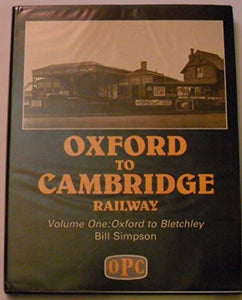 OXFORD
TO
CAMBRIDGE
RAILWAY
Volume One:Oxford to Bletchley
Bill Simpson
OPC